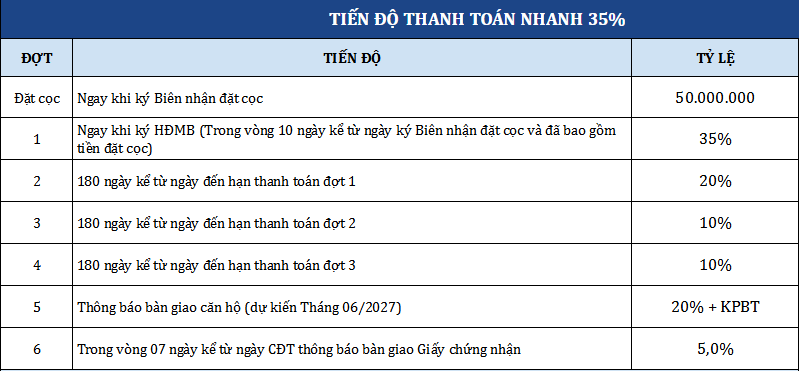 TIẾN ĐỘ THANH TOÁN NHANH 35%
ĐỢT TIẾN ĐỘ TỶ LỆ
Đặt cọc Ngay khi ký Biên nhận đặt cọc 50.000.000
1 Ngay khi ký HĐMB (Trong vòng 10 ngày kể từ ngày ký Biên nhận đặt cọc và đã bao gồm
tiền đặt cọc) 35%
2 180 ngày kể từ ngày đến hạn thanh toán đợt 1 20%
3 180 ngày kể từ ngày đến hạn thanh toán đợt 2 10%
4 180 ngày kể từ ngày đến hạn thanh toán đợt 3 10%
5 Thông báo bàn giao căn hộ (dự kiến Tháng 06/2027) 20% + KPBT
6 Trong vòng 07 ngày kể từ ngày CĐT thông báo bàn giao Giấy chứng nhận 5,0%